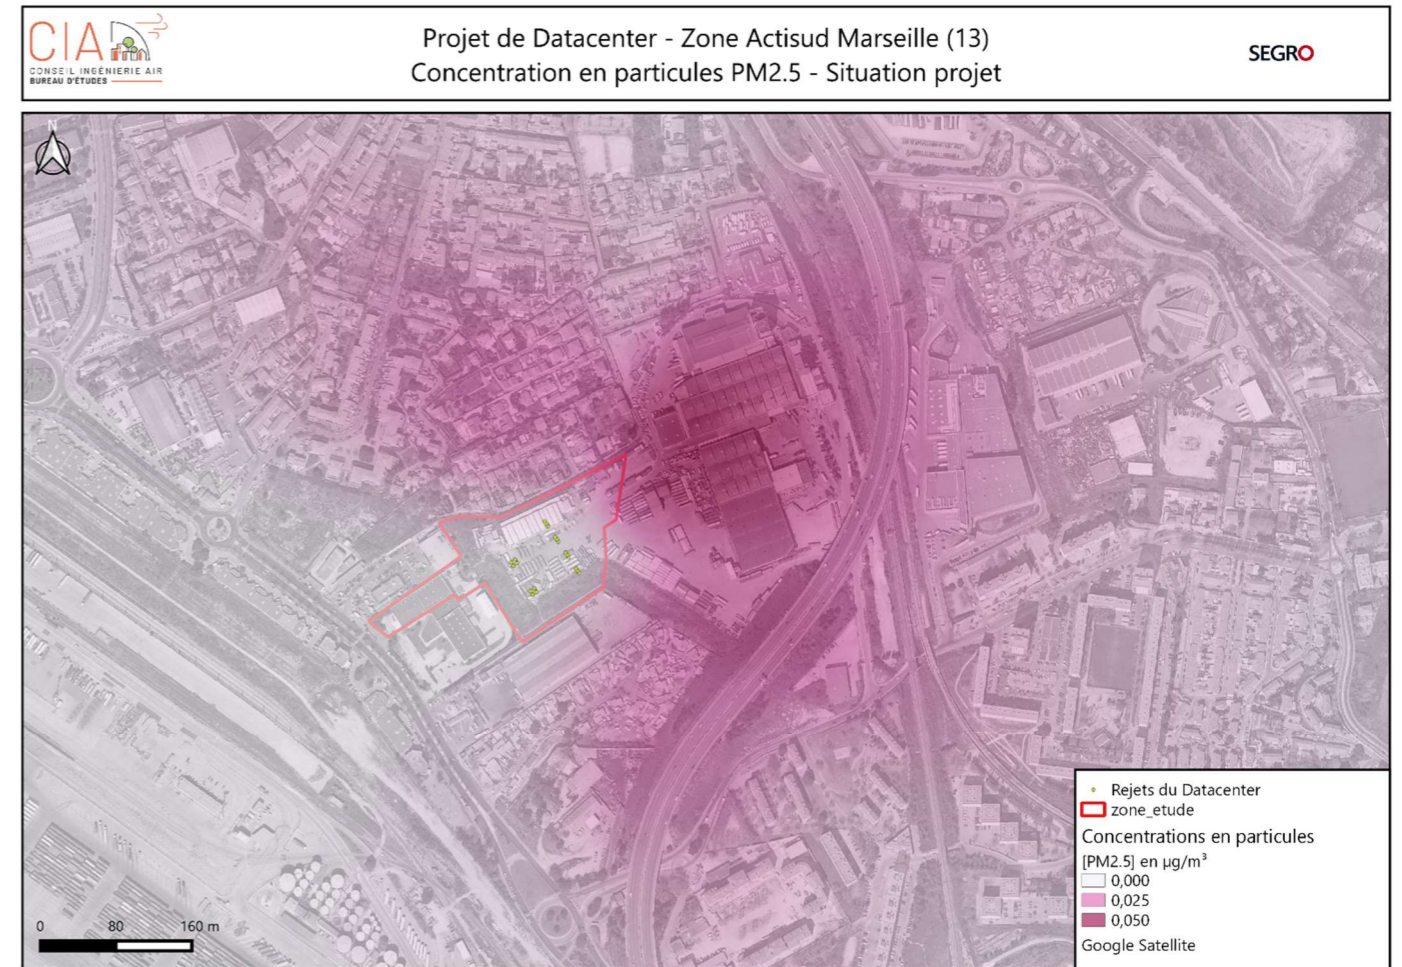 CIA
CONSEIL INGÉNIERIE AIR
BUREAU D'ÉTUDES
Projet de Datacenter - Zone Actisud Marseille (13)
Concentration en particules PM2.5 - Situation projet
SEGRO
N
Rejets du Datacenter
zone_etude
Concentrations en particules
[PM2.5] en µg/m³
0,000
0,025
0,050
Google Satellite
0 80 160 m